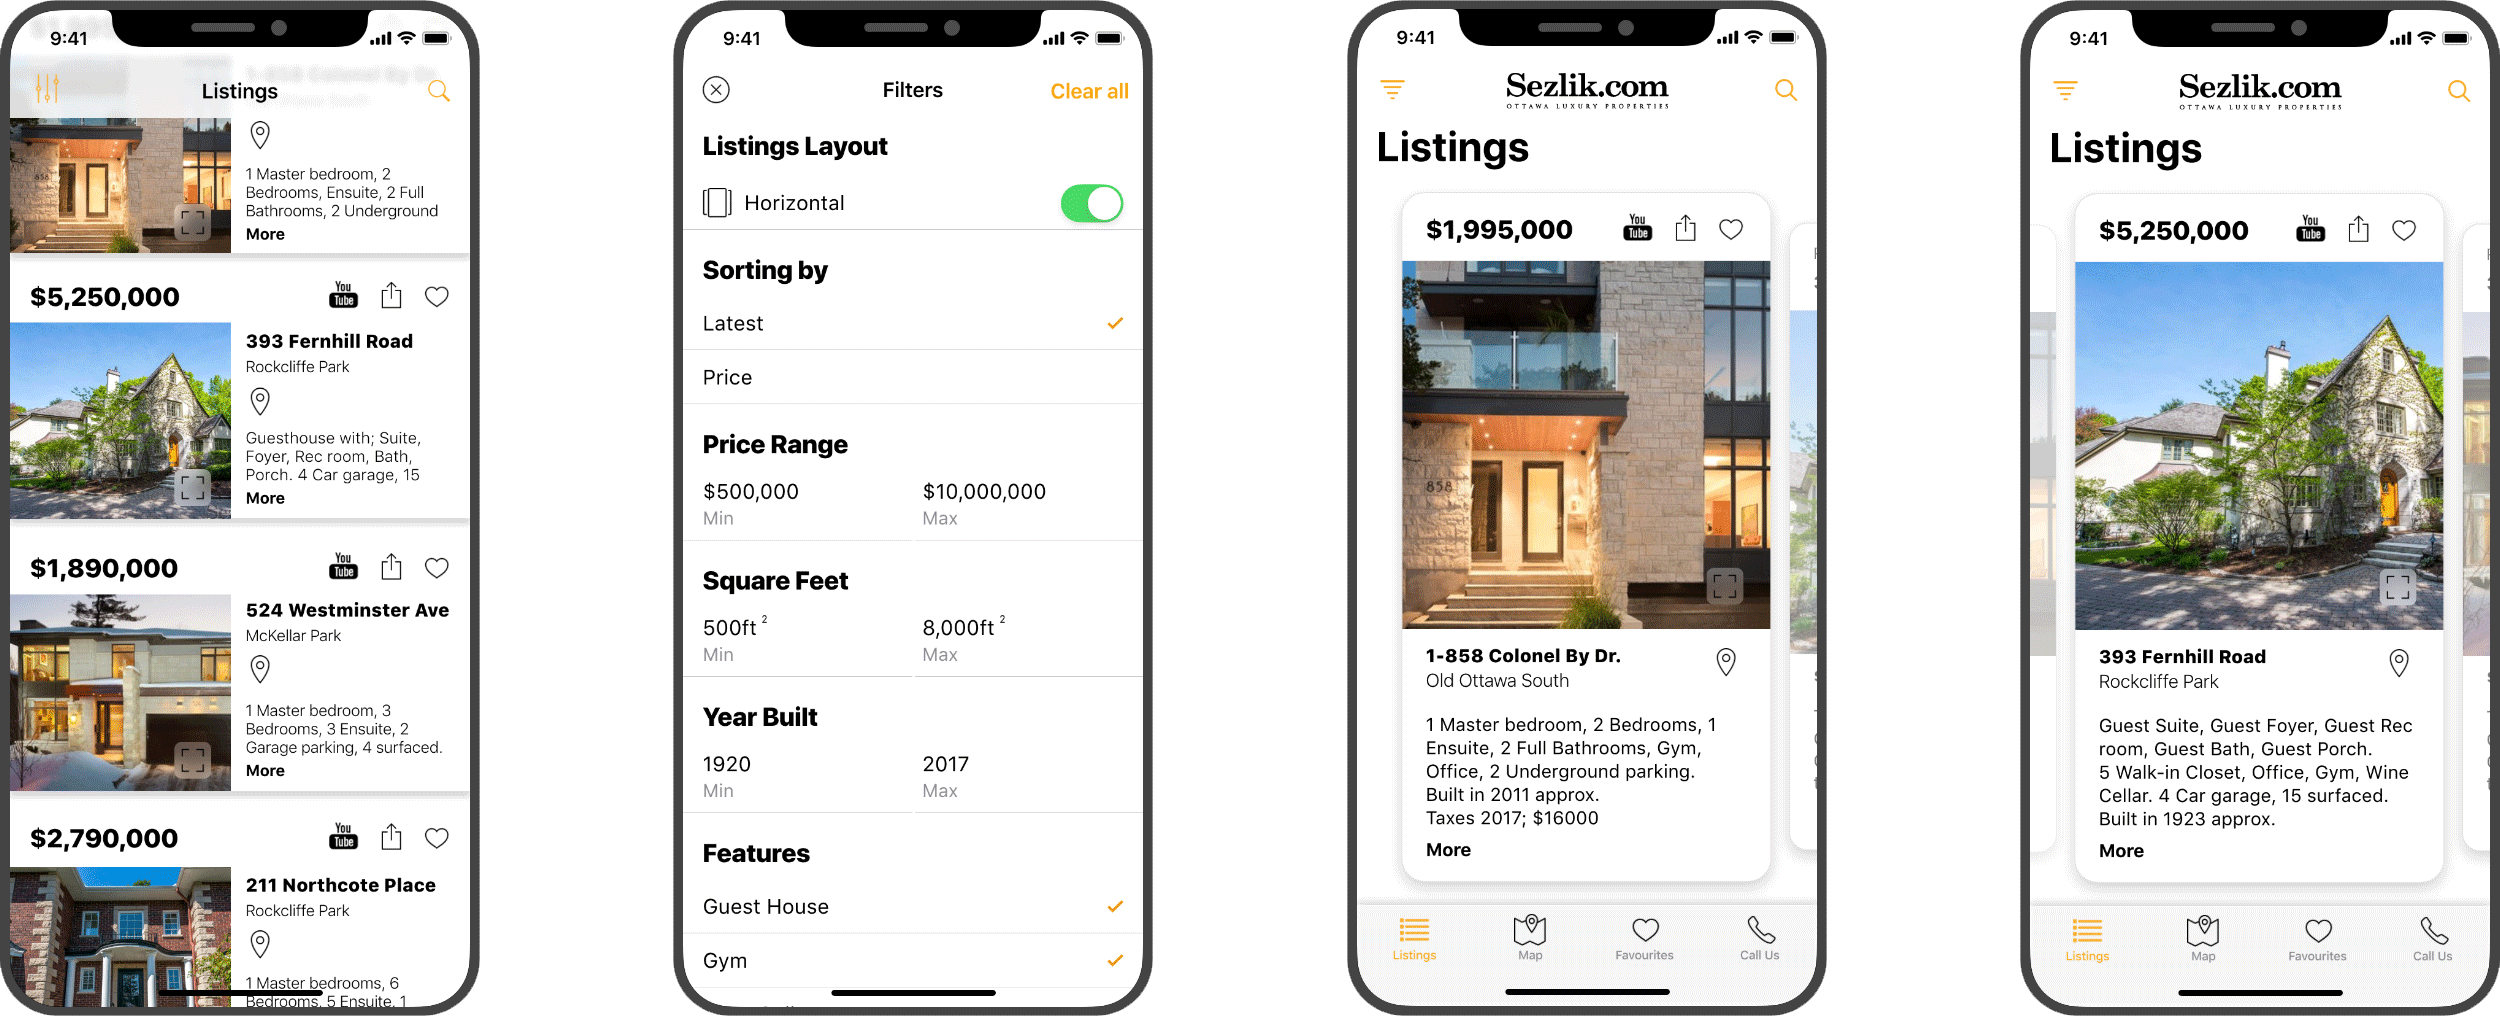 9:41
1-858 Colonel By Dr.
Listings
1 Master bedroom, 2
Bedrooms, Ensuite, 2 Full
Bathrooms, 2 Underground
More
$5,250,000
You
Tube
393 Fernhill Road
Rockcliffe Park
Guesthouse with; Suite,
Foyer, Rec room, Bath,
Porch. 4 Car garage, 15
More
$1,890,000
You
Tube
524 Westminster Ave
McKellar Park
1 Master bedroom, 3
Bedrooms, 3 Ensuite, 2
Garage parking, 4 surfaced.
More
$2,790,000
You
Tube
211 Northcote Place
Rockcliffe Park
1 Master bedrooms, 6
Bedrooms, 5 Ensuite, 1
9:41
Filters
Clear all
Listings Layout
Horizontal
Sorting by
Latest
Price
Price Range
$500,000
$10,000,000
Min
Max
Square Feet
500ft 2
8,000ft 2
Min
Max
Year Built
1920
2017
Min
Max
Features
Guest House
Gym
9:41
Sezlik.com
OTTAWA LUXURY PROPERTIES
Listings
$1,995,000
You
Tube
858
1-858 Colonel By Dr.
Old Ottawa South
1 Master bedroom, 2 Bedrooms, 1
Ensuite, 2 Full Bathrooms, Gym,
Office, 2 Underground parking.
Built in 2011 approx.
Taxes 2017; $16000
More
Listings
Map
Favourites
Call Us
9:41
Sezlik.com
OTTAWA LUXURY PROPERTIES
Listings
$5,250,000
You
Tube
393 Fernhill Road
Rockcliffe Park
Guest Suite, Guest Foyer, Guest Rec
room, Guest Bath, Guest Porch.
5 Walk-in Closet, Office, Gym, Wine
Cellar. 4 Car garage, 15 surfaced.
Built in 1923 approx.
More
Listings
Map
Favourites
Call Us